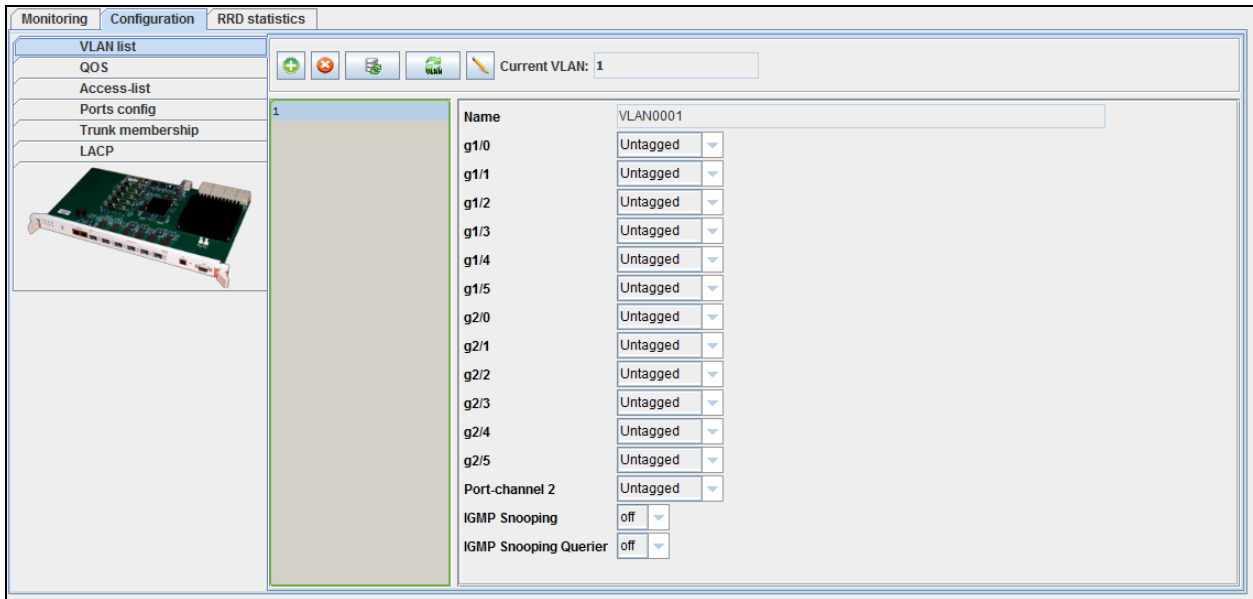 Monitoring Configuration RRD statistics
VLAN list
QOS
Access-list
Ports config
Trunk membership
LACP
VLAN Current VLAN: 1
1
Name VLAN0001
g1/0 Untagged
g1/1 Untagged
g1/2 Untagged
g1/3 Untagged
g1/4 Untagged
g1/5 Untagged
g2/0 Untagged
g2/1 Untagged
g2/2 Untagged
g2/3 Untagged
g2/4 Untagged
g2/5 Untagged
Port-channel 2 Untagged
IGMP Snooping off
IGMP Snooping Querier off